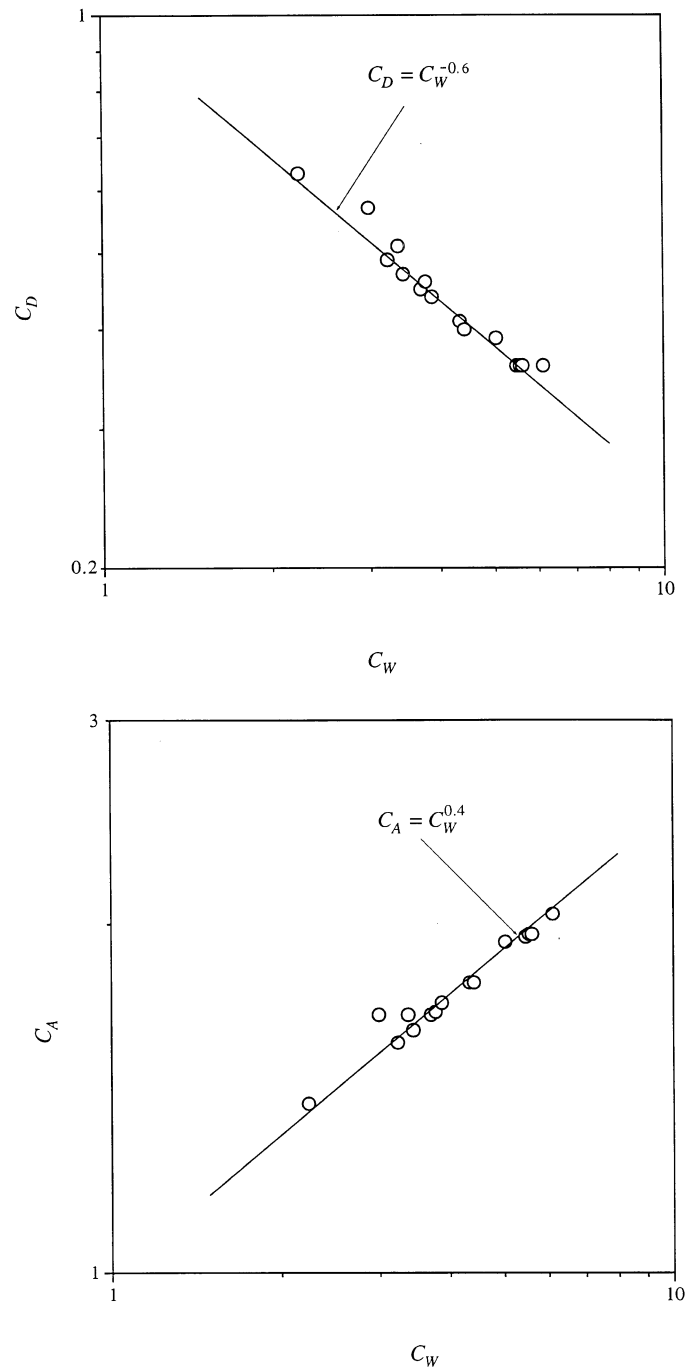 1
C_D = C_W^{-0.6}
C_D
0.2
1
10
C_W
3
C_A = C_W^{0.4}
C_A
1
1
10
C_W